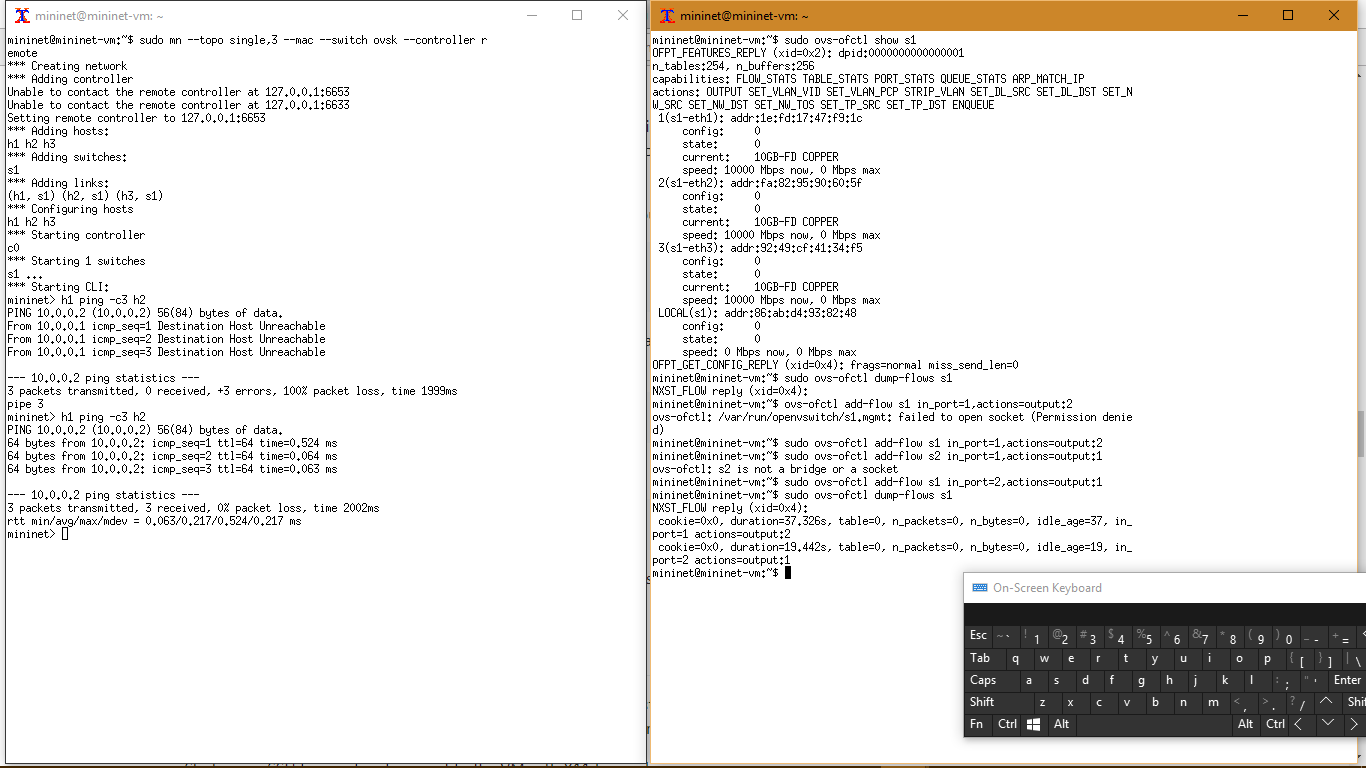 mininet@mininet-vm: ~
mininet@mininet-vm:~$ sudo mn --topo single,3 --mac --switch ovsk --controller r
emote
*** Creating network
*** Adding controller
Unable to contact the remote controller at 127.0.0.1:6653
Unable to contact the remote controller at 127.0.0.1:6633
Setting remote controller to 127.0.0.1:6653
*** Adding hosts:
h1 h2 h3
*** Adding switches:
s1
*** Adding links:
(h1, s1) (h2, s1) (h3, s1)
*** Configuring hosts
h1 h2 h3
*** Starting controller
c0
*** Starting 1 switches
s1 ...
*** Starting CLI:
mininet> h1 ping -c3 h2
PING 10.0.0.2 (10.0.0.2) 56(84) bytes of data.
From 10.0.0.1 icmp_seq=1 Destination Host Unreachable
From 10.0.0.1 icmp_seq=2 Destination Host Unreachable
From 10.0.0.1 icmp_seq=3 Destination Host Unreachable
--- 10.0.0.2 ping statistics ---
3 packets transmitted, 0 received, +3 errors, 100% packet loss, time 1999ms
pipe 3
mininet> h1 ping -c3 h2
PING 10.0.0.2 (10.0.0.2) 56(84) bytes of data.
64 bytes from 10.0.0.2: icmp_seq=1 ttl=64 time=0.524 ms
64 bytes from 10.0.0.2: icmp_seq=2 ttl=64 time=0.064 ms
64 bytes from 10.0.0.2: icmp_seq=3 ttl=64 time=0.063 ms
--- 10.0.0.2 ping statistics ---
3 packets transmitted, 3 received, 0% packet loss, time 2002ms
rtt min/avg/max/mdev = 0.063/0.217/0.524/0.217 ms
mininet>
mininet@mininet-vm: ~
mininet@mininet-vm:~$ sudo ovs-ofctl show s1
OFPT_FEATURES_REPLY (xid=0x2): dpid:0000000000000001
n_tables:254, n_buffers:256
capabilities: FLOW_STATS TABLE_STATS PORT_STATS QUEUE_STATS ARP_MATCH_IP
actions: OUTPUT SET_VLAN_VID SET_VLAN_PCP STRIP_VLAN SET_DL_SRC SET_DL_DST SET_N
W_SRC SET_NW_DST SET_NW_TOS SET_TP_SRC SET_TP_DST ENQUEUE
1(s1-eth1): addr:1e:fd:17:47:f9:1c
config: 0
state: 0
current: 10GB-FD COPPER
speed: 10000 Mbps now, 0 Mbps max
2(s1-eth2): addr:fa:82:95:90:60:5f
config: 0
state: 0
current: 10GB-FD COPPER
speed: 10000 Mbps now, 0 Mbps max
3(s1-eth3): addr:92:49:cf:41:34:f5
config: 0
state: 0
current: 10GB-FD COPPER
speed: 10000 Mbps now, 0 Mbps max
LOCAL(s1): addr:86:ab:d4:93:82:48
config: 0
state: 0
speed: 0 Mbps now, 0 Mbps max
OFPT_GET_CONFIG_REPLY (xid=0x4): frags=normal miss_send_len=0
mininet@mininet-vm:~$ sudo ovs-ofctl dump-flows s1
NXST_FLOW reply (xid=0x4):
mininet@mininet-vm:~$ ovs-ofctl add-flow s1 in_port=1,actions=output:2
ovs-ofctl: /var/run/openvswitch/s1.mgmt: failed to open socket (Permission denie
d)
mininet@mininet-vm:~$ sudo ovs-ofctl add-flow s1 in_port=1,actions=output:2
mininet@mininet-vm:~$ sudo ovs-ofctl add-flow s2 in_port=1,actions=output:1
ovs-ofctl: s2 is not a bridge or a socket
mininet@mininet-vm:~$ sudo ovs-ofctl add-flow s1 in_port=2,actions=output:1
mininet@mininet-vm:~$ sudo ovs-ofctl dump-flows s1
NXST_FLOW reply (xid=0x4):
cookie=0x0, duration=37.326s, table=0, n_packets=0, n_bytes=0, idle_age=37, in_
port=1 actions=output:2
cookie=0x0, duration=19.442s, table=0, n_packets=0, n_bytes=0, idle_age=19, in_
port=2 actions=output:1
mininet@mininet-vm:~$
On-Screen Keyboard
Esc ~ ` ! 1 @ 2 # 3 $ 4 % 5 ^ 6 & 7 * 8 ( 9 ) 0 _ - + =
Tab q w e r t y u i o p { [ } ] | \
Caps a s d f g h j k l : ; " ' Enter
Shift z x c v b n m < , > . ? / Shi
Fn Ctrl Alt Alt Ctrl